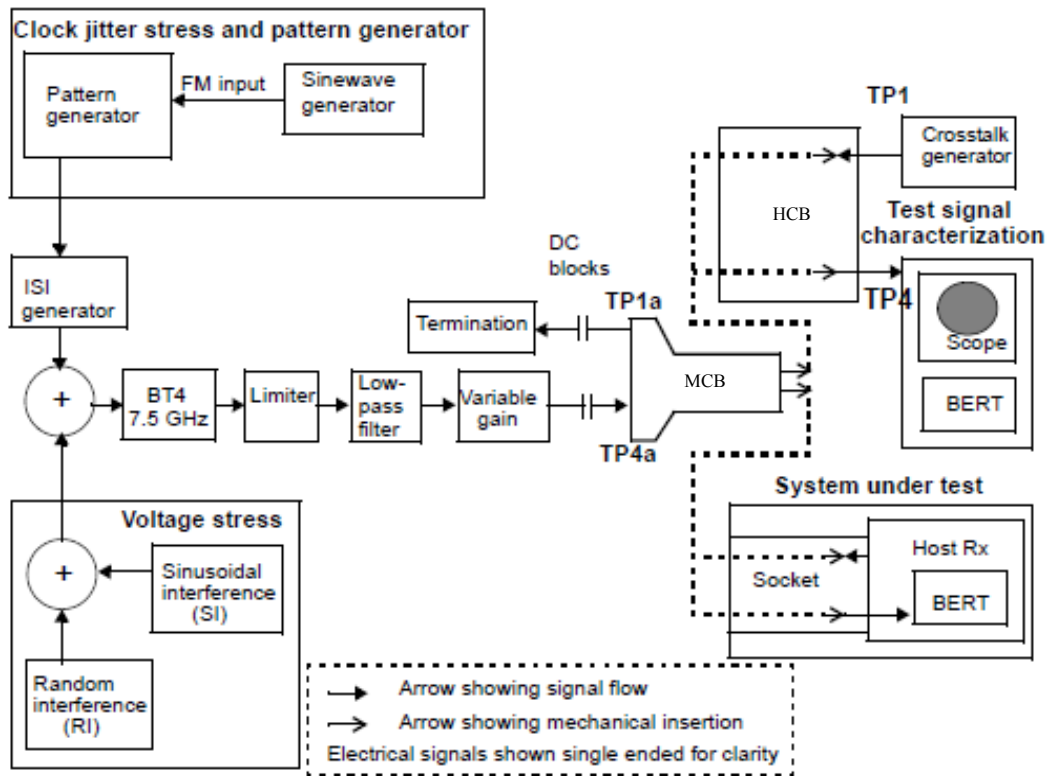 Clock jitter stress and pattern generator
Pattern
generator
FM input
Sinewave
generator
TP1
Crosstalk
generator
HCB
Test signal
characterization
TP4
Scope
BERT
ISI
generator
DC
blocks
TP1a
Termination
MCB
+
BT4
7.5 GHz
Limiter
Low-
pass
filter
Variable
gain
TP4a
System under test
Host Rx
Socket
BERT
Voltage stress
+
Sinusoidal
interference
(SI)
Random
interference
(RI)
Arrow showing signal flow
Arrow showing mechanical insertion
Electrical signals shown single ended for clarity